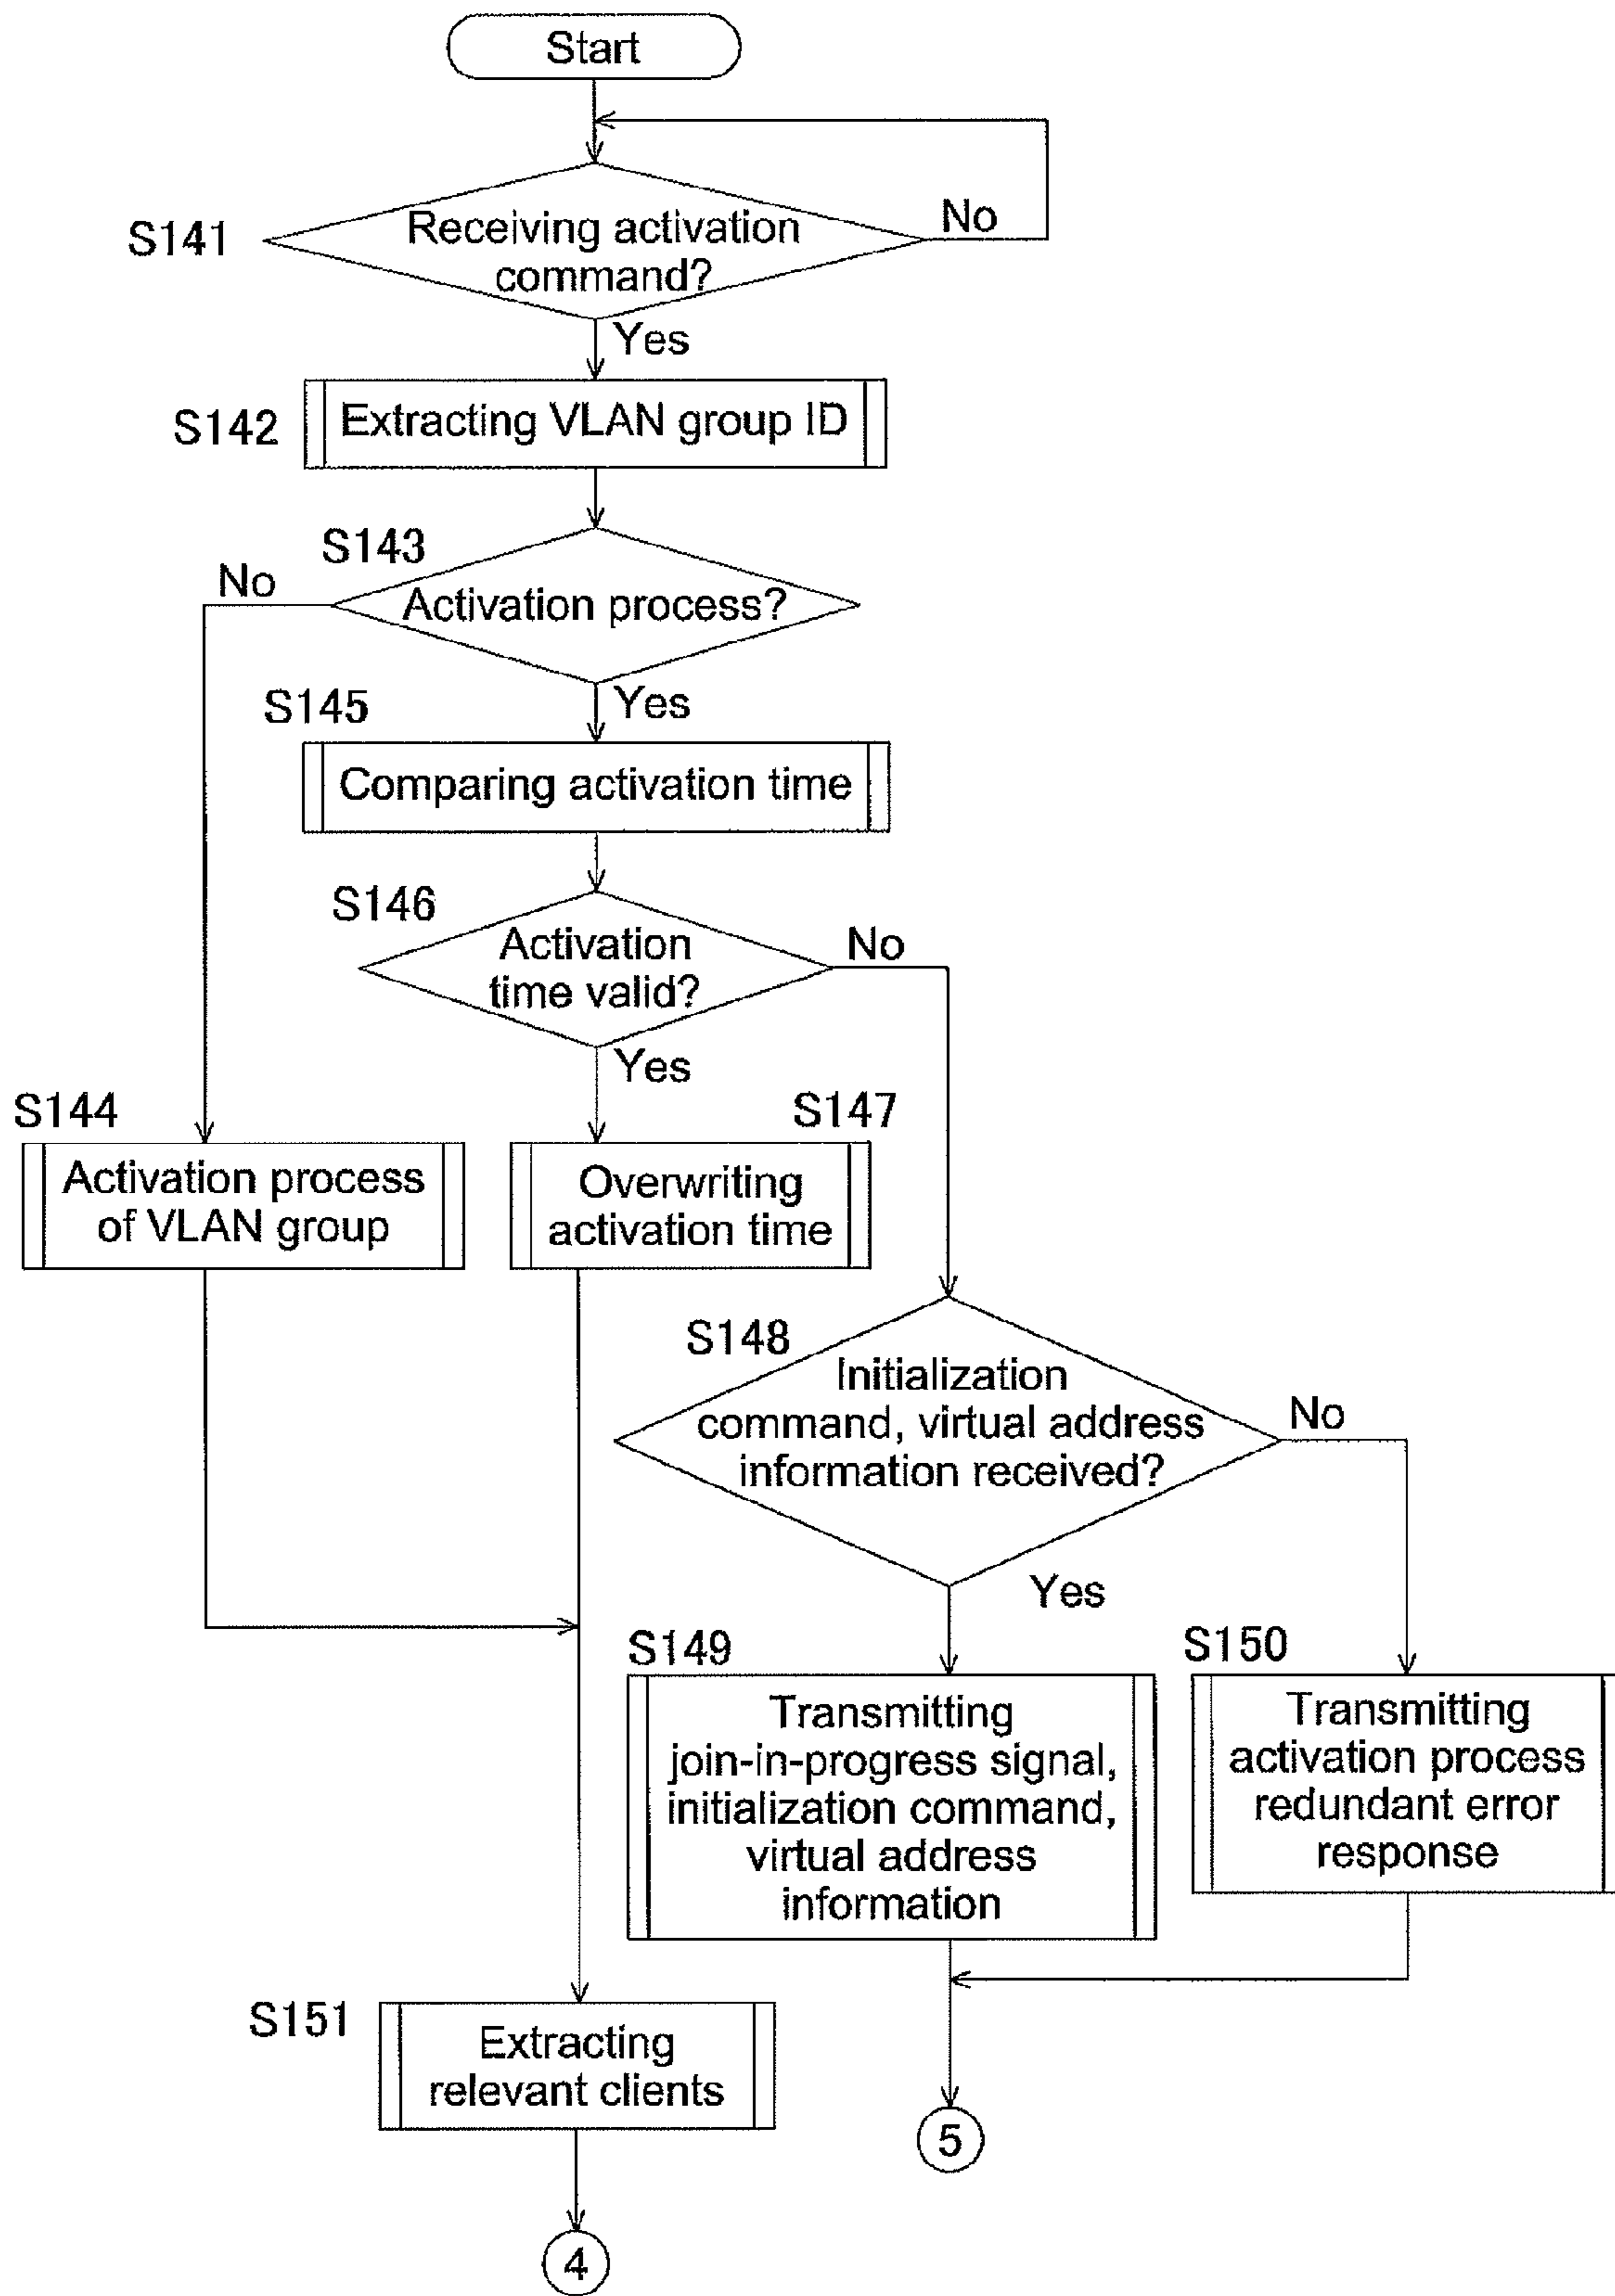 Start
S141
Receiving activation
command?
No
Yes
S142
Extracting VLAN group ID
S143
No
Activation process?
Yes
S145
Comparing activation time
S146
Activation
time valid?
No
Yes
S144
Activation process
of VLAN group
S147
Overwriting
activation time
S148
Initialization
command, virtual address
information received?
No
Yes
S149
Transmitting
join-in-progress signal,
initialization command,
virtual address
information
S150
Transmitting
activation process
redundant error
response
S151
Extracting
relevant clients
5
4